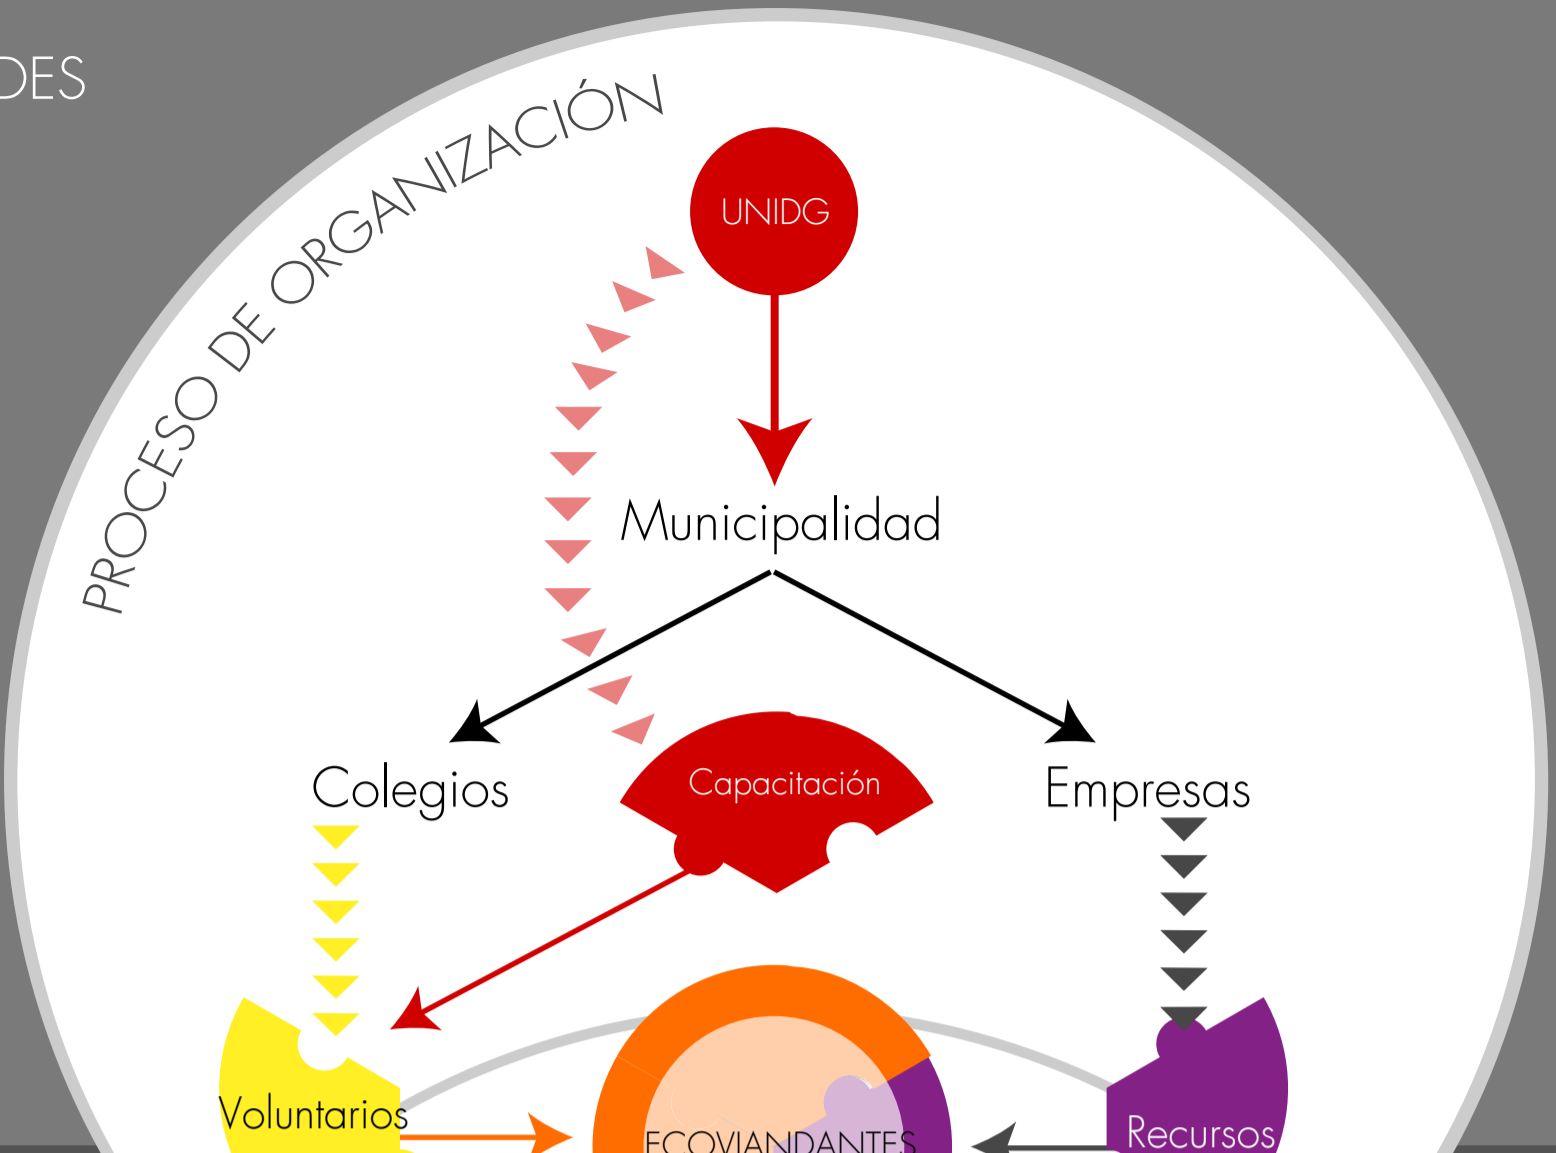 DES
PROCESO DE ORGANIZACIÓN
UNIDG
Municipalidad
Colegios
Capacitación
Empresas
Voluntarios
ECOVIANDANTES
Recursos